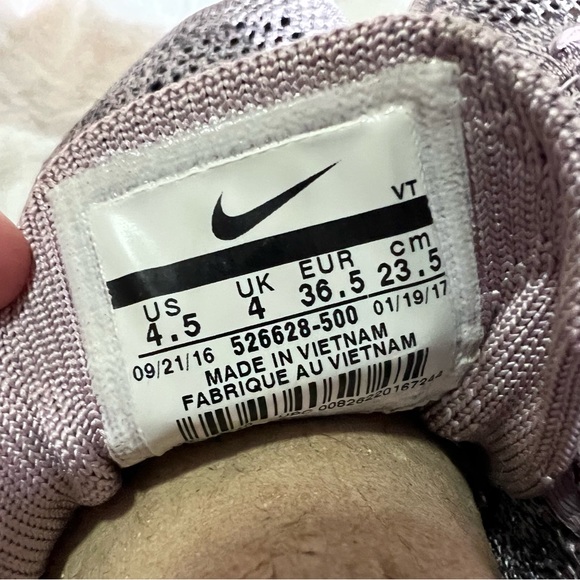 VT
US UK EUR cm
4.5 4 36.5 23.5
09/21/16 526628-500 01/19/17
MADE IN VIETNAM
FABRIQUE AU VIETNAM